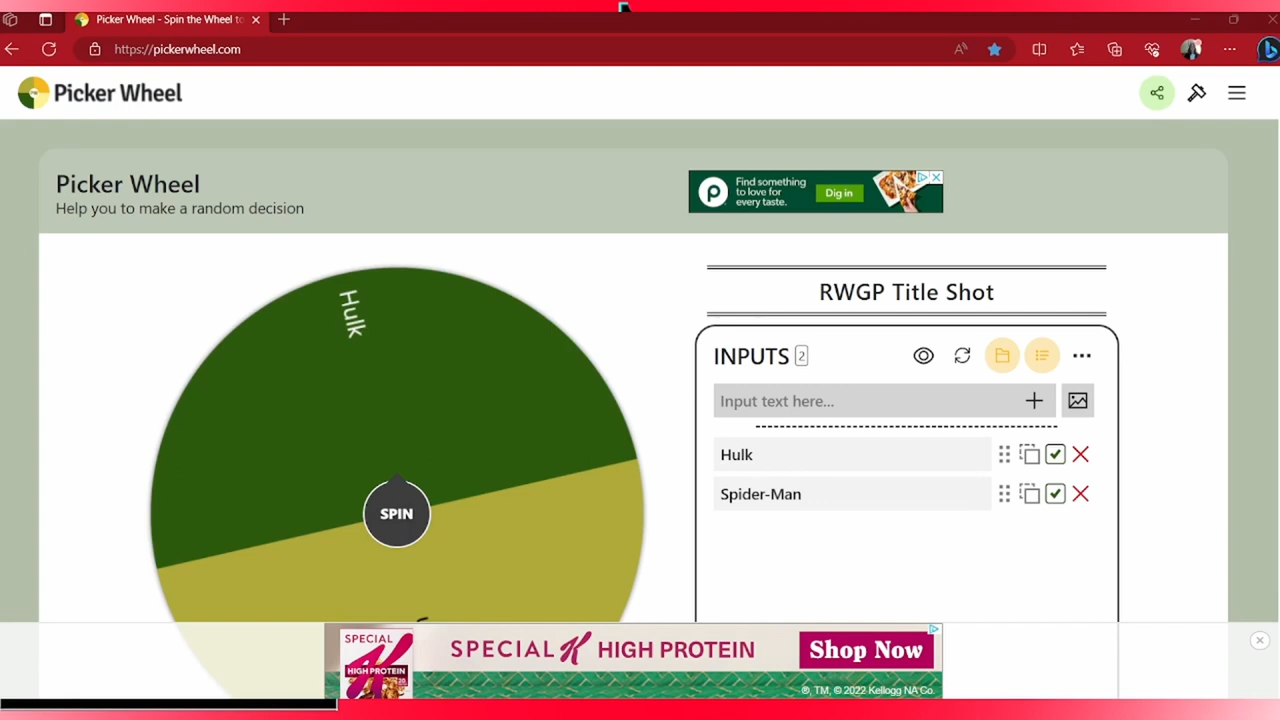 Picker Wheel - Spin the Wheel to
https://pickerwheel.com
Picker Wheel
Picker Wheel
Help you to make a random decision
Find something
to love for
every taste.
Dig in
RWGP Title Shot
Hulk
INPUTS 2
Input text here...
Hulk
Spider-Man
SPIN
SPECIAL
K
HIGH PROTEIN
SPECIAL K HIGH PROTEIN
Shop Now
®, TM, © 2022 Kellogg NA Co.